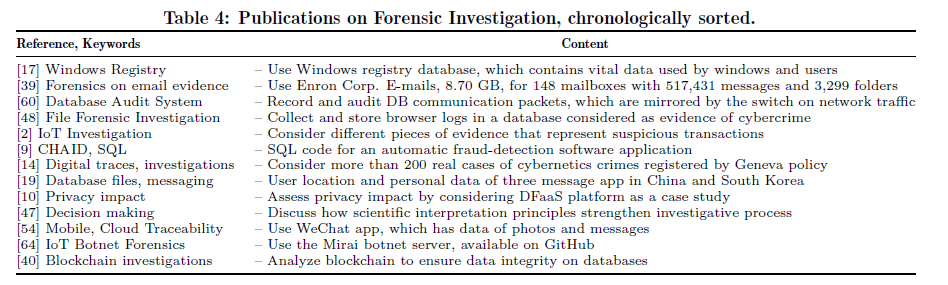 Table 4: Publications on Forensic Investigation, chronologically sorted.
Reference, Keywords Content
[17] Windows Registry – Use Windows registry database, which contains vital data used by windows and users
[39] Forensics on email evidence – Use Enron Corp. E-mails, 8.70 GB, for 148 mailboxes with 517,431 messages and 3,299 folders
[60] Database Audit System – Record and audit DB communication packets, which are mirrored by the switch on network traffic
[48] File Forensic Investigation – Collect and store browser logs in a database considered as evidence of cybercrime
[2] IoT Investigation – Consider different pieces of evidence that represent suspicious transactions
[9] CHAID, SQL – SQL code for an automatic fraud-detection software application
[14] Digital traces, investigations – Consider more than 200 real cases of cybernetics crimes registered by Geneva policy
[19] Database files, messaging – User location and personal data of three message app in China and South Korea
[10] Privacy impact – Assess privacy impact by considering DFaaS platform as a case study
[47] Decision making – Discuss how scientific interpretation principles strengthen investigative process
[54] Mobile, Cloud Traceability – Use WeChat app, which has data of photos and messages
[64] IoT Botnet Forensics – Use the Mirai botnet server, available on GitHub
[40] Blockchain investigations – Analyze blockchain to ensure data integrity on databases